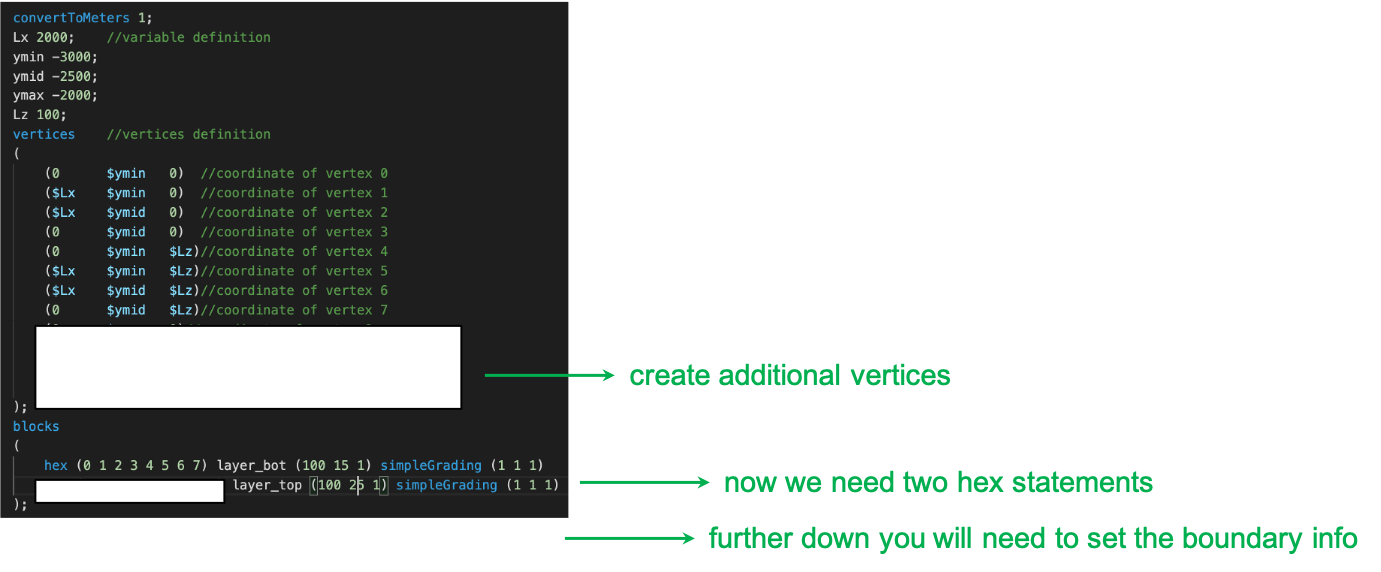 convertToMeters 1;
Lx 2000;    //variable definition
ymin -3000;
ymid -2500;
ymax -2000;
Lz 100;
vertices    //vertices definition
(
(0      $ymin   0)  //coordinate of vertex 0
($Lx    $ymin   0)  //coordinate of vertex 1
($Lx    $ymid   0)  //coordinate of vertex 2
(0      $ymid   0)  //coordinate of vertex 3
(0      $ymin   $Lz)//coordinate of vertex 4
($Lx    $ymin   $Lz)//coordinate of vertex 5
($Lx    $ymid   $Lz)//coordinate of vertex 6
(0      $ymid   $Lz)//coordinate of vertex 7
create additional vertices
);
blocks
(
hex (0 1 2 3 4 5 6 7) layer_bot (100 15 1) simpleGrading (1 1 1)
layer_top (100 25 1) simpleGrading (1 1 1)
now we need two hex statements
);
further down you will need to set the boundary info